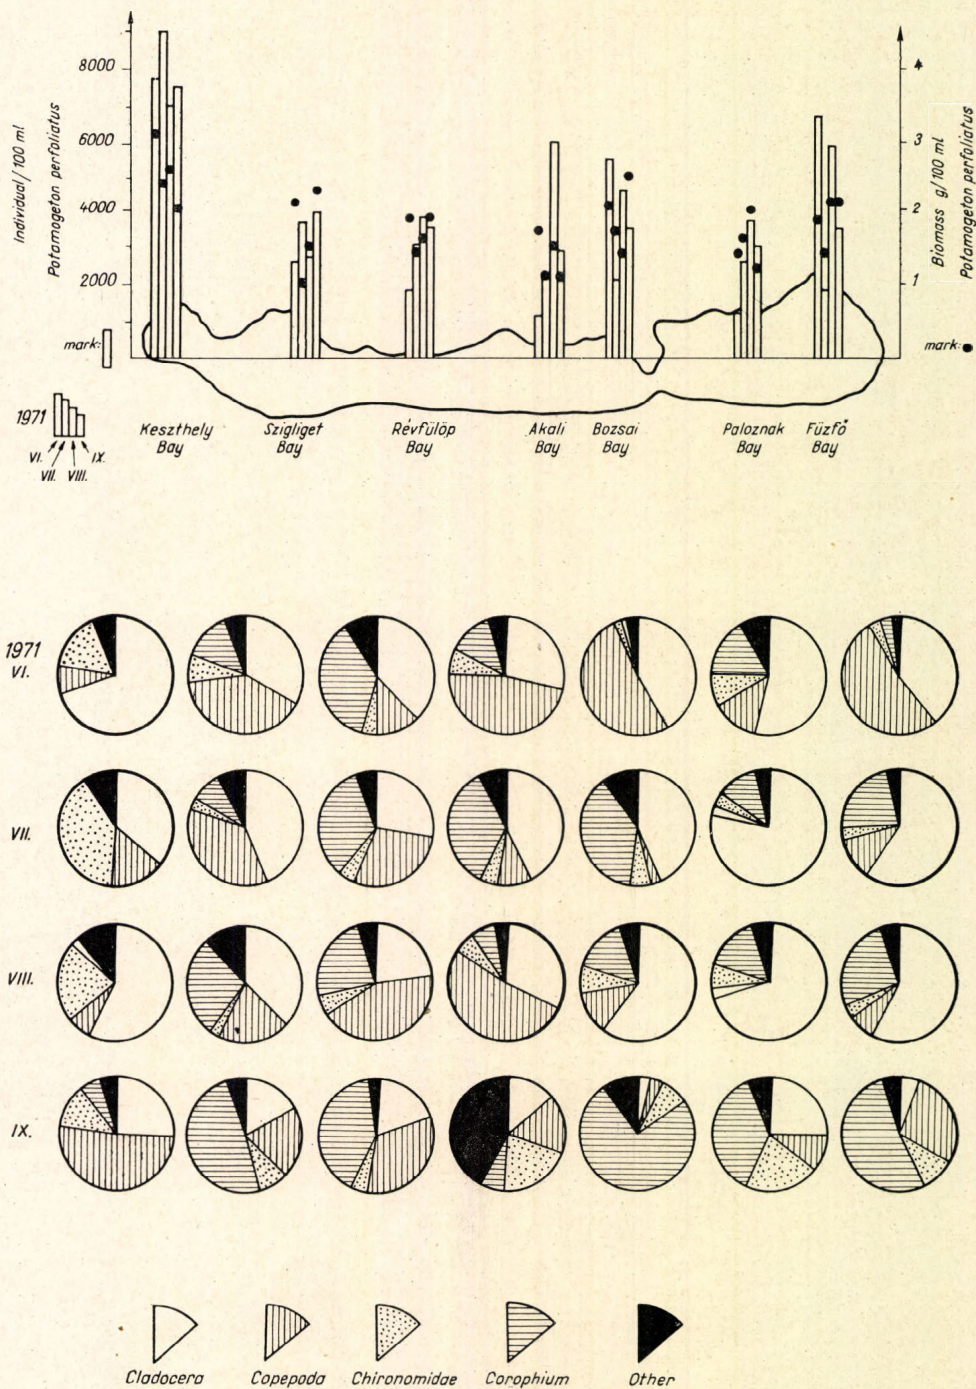 Individual/100 ml
Potamogeton perfoliatus
8000
6000
4000
2000
mark:
4
3
2
1
Biomass g/100 ml
Potamogeton perfoliatus
mark:
1971
VI.
VII.
VIII.
IX.
Keszthely Bay
Szigliget Bay
Révfülöp Bay
Akali Bay
Bozsai Bay
Paloznak Bay
Fűzfő Bay
1971
VI.
VII.
VIII.
IX.
Cladocera
Copepoda
Chironomidae
Corophium
Other